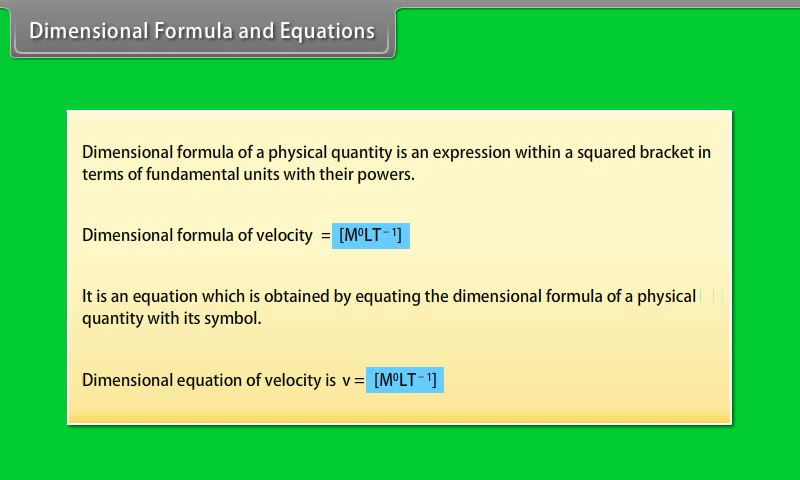 Dimensional Formula and Equations
Dimensional formula of a physical quantity is an expression within a squared bracket in
terms of fundamental units with their powers.
Dimensional formula of velocity = [M⁰LT⁻¹]
It is an equation which is obtained by equating the dimensional formula of a physical
quantity with its symbol.
Dimensional equation of velocity is v = [M⁰LT⁻¹]